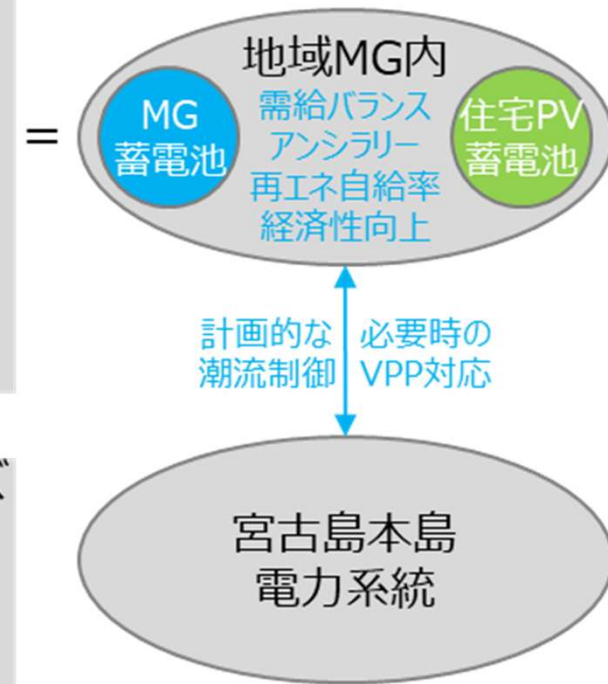 地域MG内
MG
蓄電池
需給バランス
アンシラリー
再エネ自給率
経済性向上
住宅PV
蓄電池
=
計画的な
潮流制御
必要時の
VPP対応
宮古島本島
電力系統